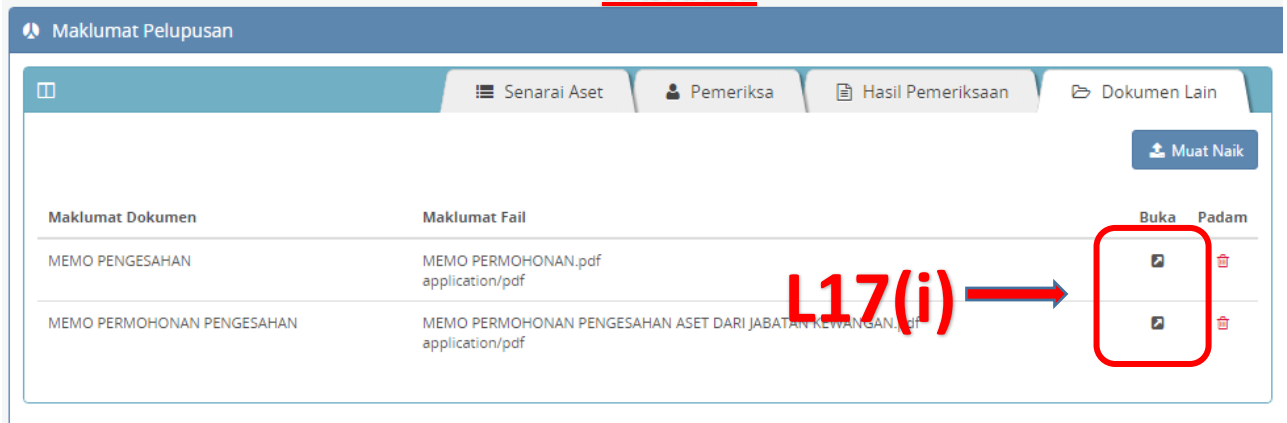 Maklumat Pelupusan
Senarai Aset Pemeriksa Hasil Pemeriksaan Dokumen Lain
Muat Naik
Maklumat Dokumen Maklumat Fail Buka Padam
MEMO PENGESAHAN MEMO PERMOHONAN.pdf
application/pdf
L17(i)
MEMO PERMOHONAN PENGESAHAN MEMO PERMOHONAN PENGESAHAN ASET DARI JABATAN KEWANGAN.pdf
application/pdf